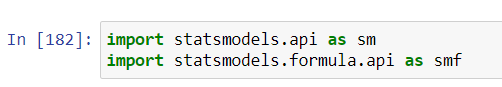 In [182]: import statsmodels.api as sm
import statsmodels.formula.api as smf